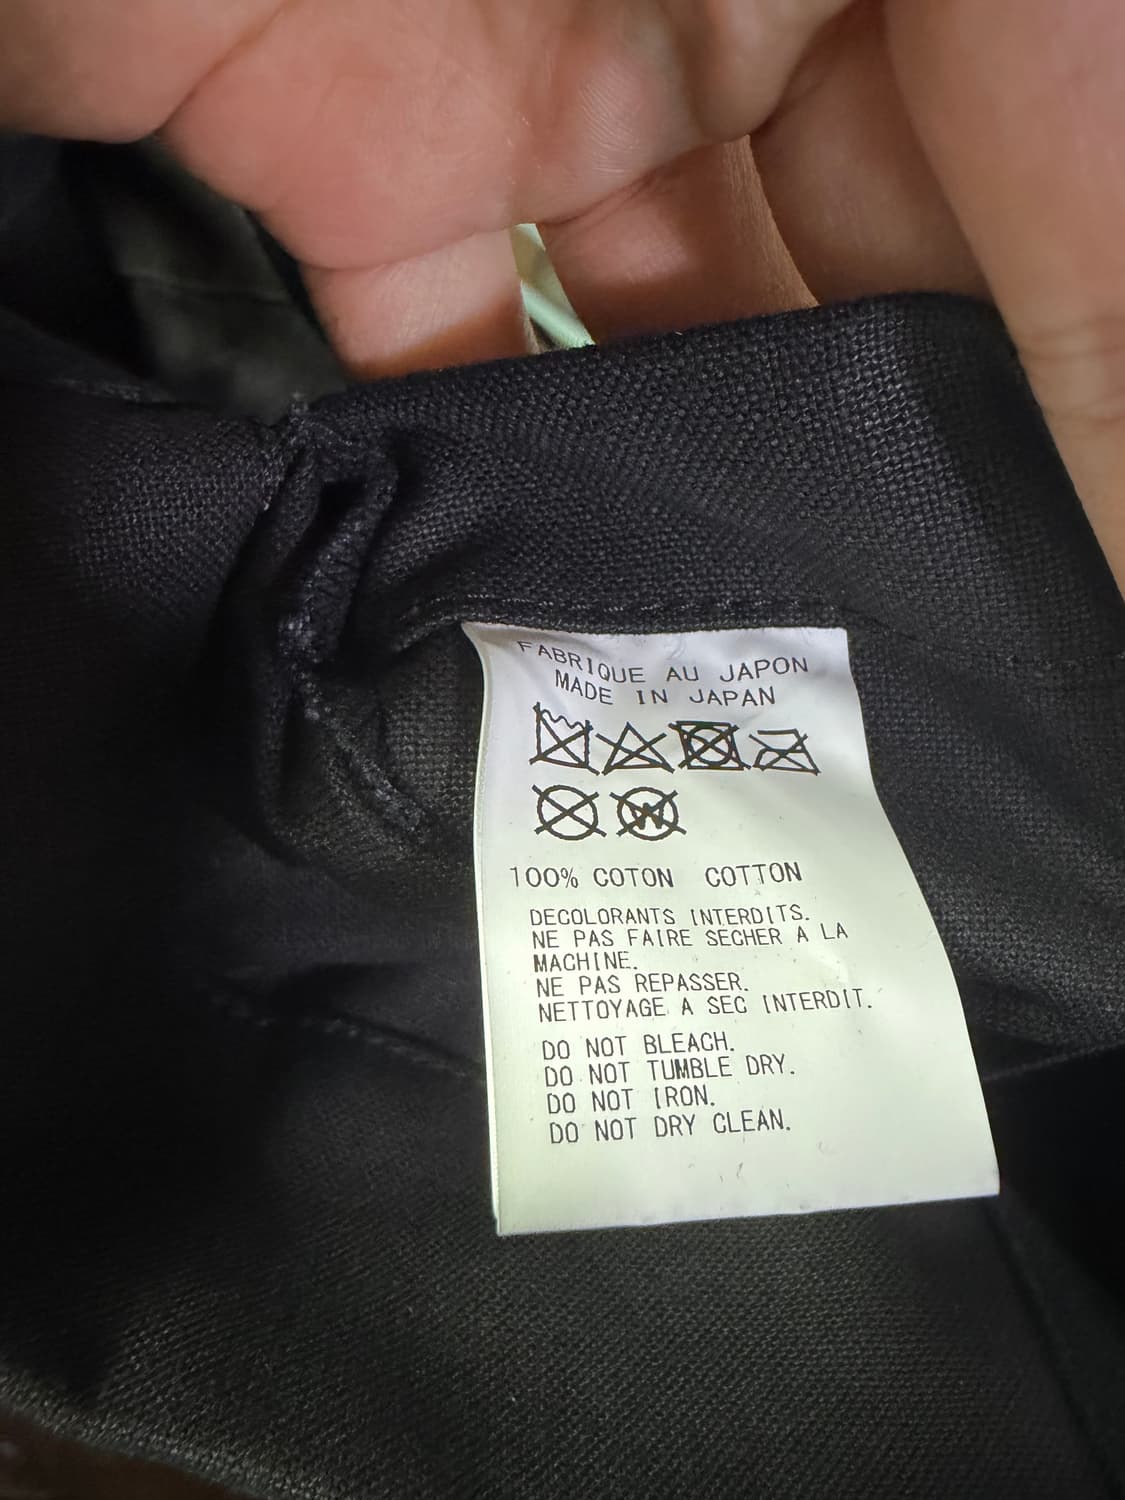 FABRIQUE AU JAPON
MADE IN JAPAN
W
100% COTON COTTON
DECOLORANTS INTERDITS.
NE PAS FAIRE SECHER A LA
MACHINE.
NE PAS REPASSER.
NETTOYAGE A SEC INTERDIT.
DO NOT BLEACH.
DO NOT TUMBLE DRY.
DO NOT IRON.
DO NOT DRY CLEAN.